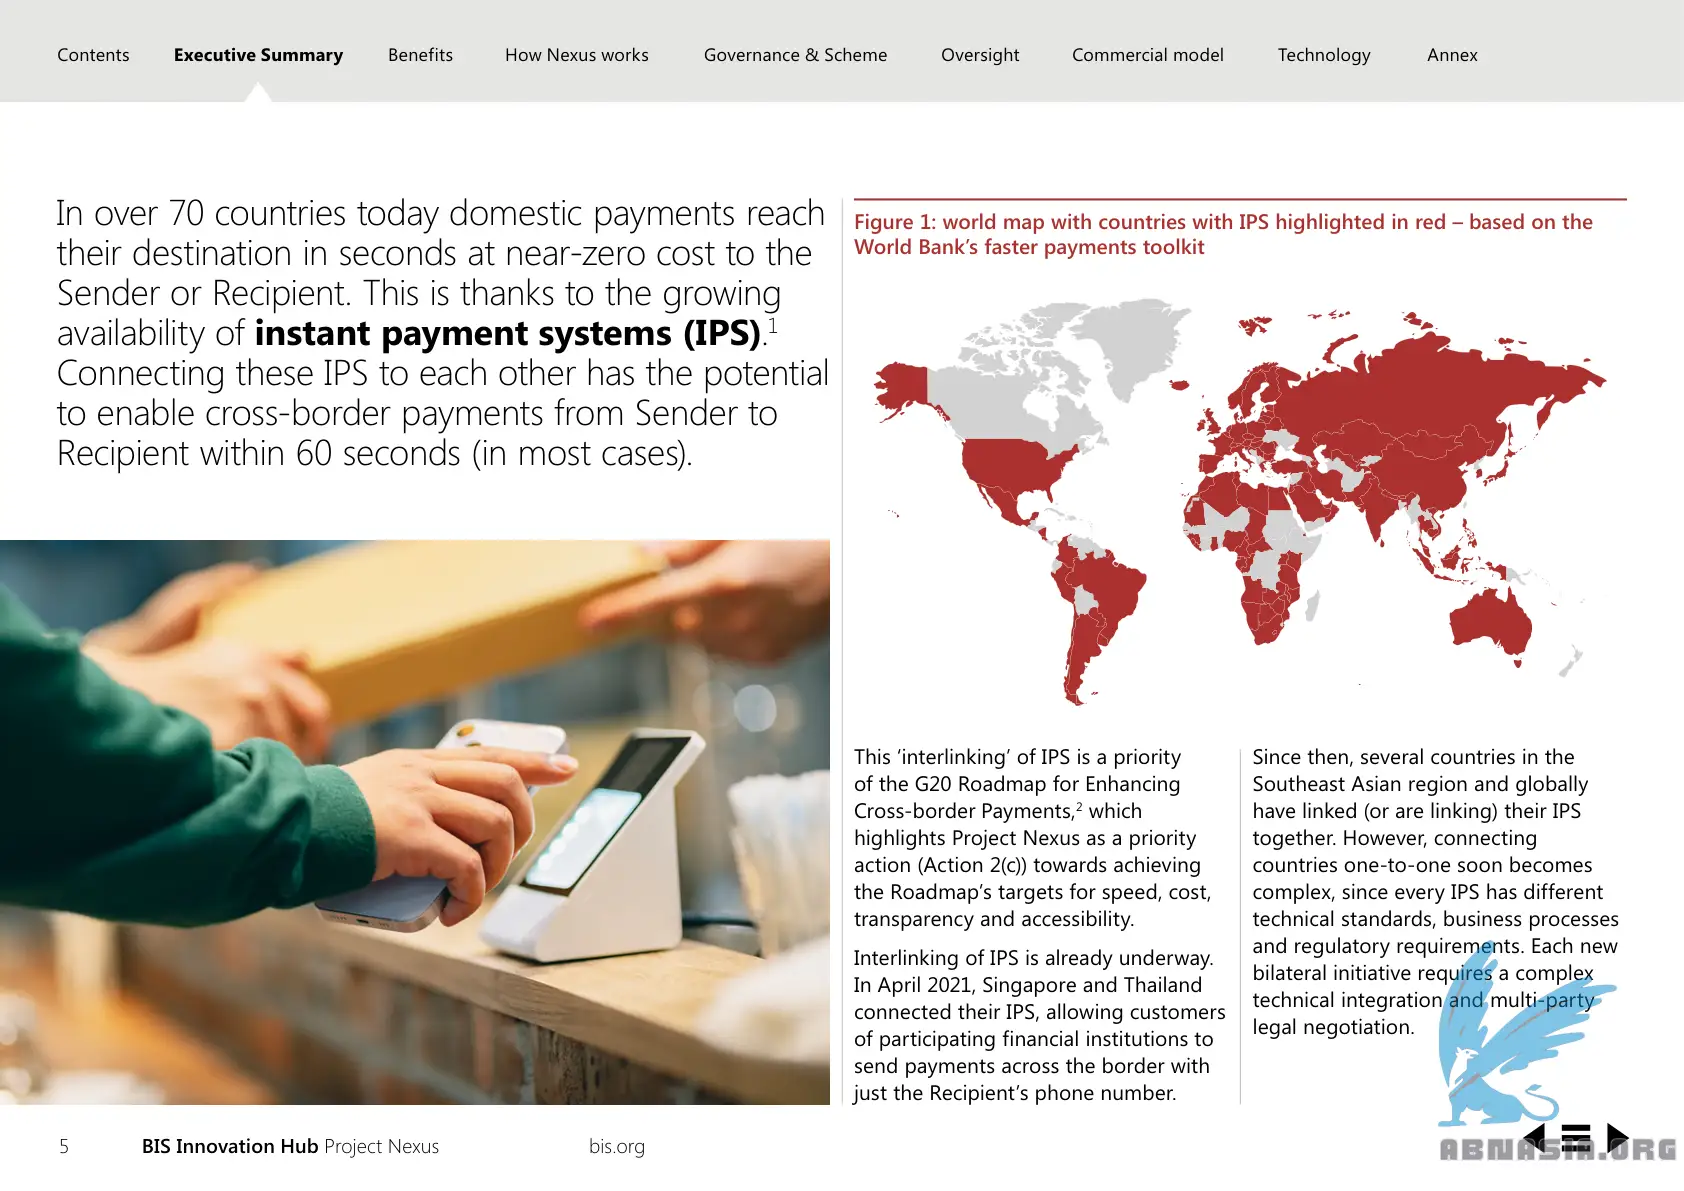 Contents Executive Summary Benefits How Nexus works Governance & Scheme Oversight Commercial model Technology Annex
In over 70 countries today domestic payments reach
their destination in seconds at near-zero cost to the
Sender or Recipient. This is thanks to the growing
availability of instant payment systems (IPS).1
Connecting these IPS to each other has the potential
to enable cross-border payments from Sender to
Recipient within 60 seconds (in most cases).
Figure 1: world map with countries with IPS highlighted in red – based on the
World Bank’s faster payments toolkit
This ‘interlinking’ of IPS is a priority
of the G20 Roadmap for Enhancing
Cross-border Payments,2 which
highlights Project Nexus as a priority
action (Action 2(c)) towards achieving
the Roadmap’s targets for speed, cost,
transparency and accessibility.
Interlinking of IPS is already underway.
In April 2021, Singapore and Thailand
connected their IPS, allowing customers
of participating financial institutions to
send payments across the border with
just the Recipient’s phone number.
Since then, several countries in the
Southeast Asian region and globally
have linked (or are linking) their IPS
together. However, connecting
countries one-to-one soon becomes
complex, since every IPS has different
technical standards, business processes
and regulatory requirements. Each new
bilateral initiative requires a complex
technical integration and multi-party
legal negotiation.
5 BIS Innovation Hub Project Nexus bis.org
ABNASIA.ORG